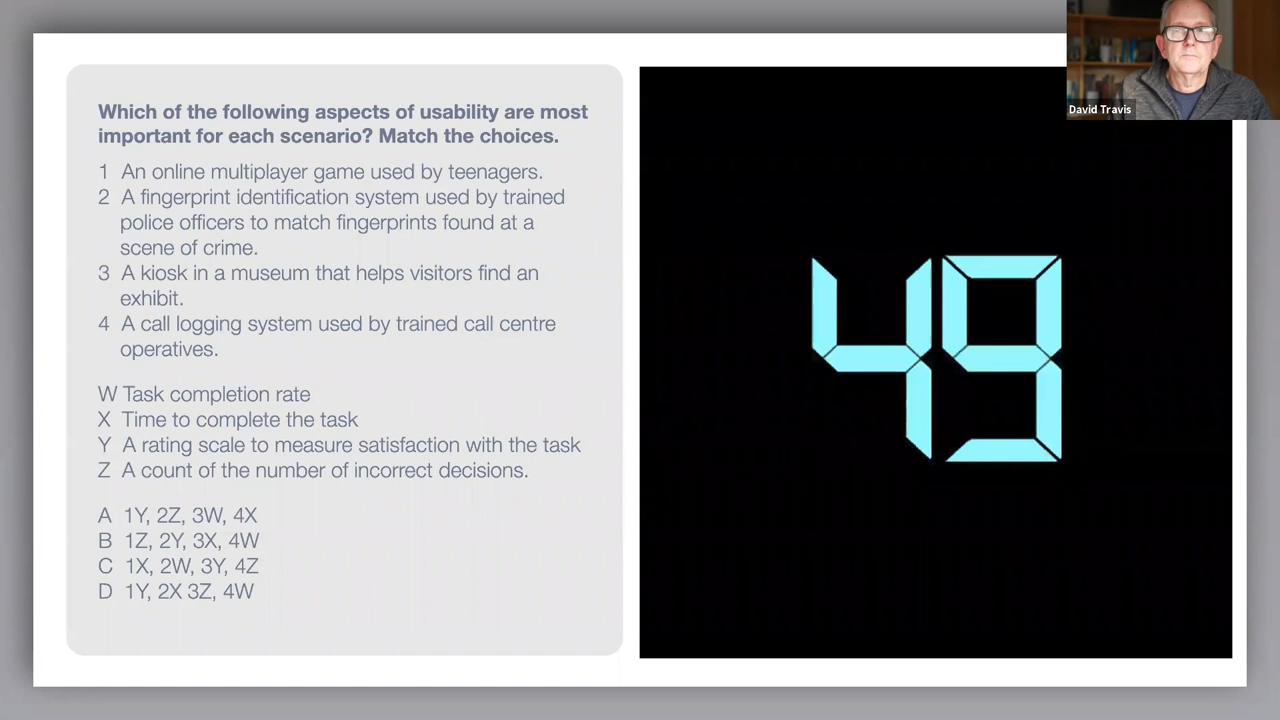 Which of the following aspects of usability are most
important for each scenario? Match the choices.
1 An online multiplayer game used by teenagers.
2 A fingerprint identification system used by trained
police officers to match fingerprints found at a
scene of crime.
3 A kiosk in a museum that helps visitors find an
exhibit.
4 A call logging system used by trained call centre
operatives.
W Task completion rate
X Time to complete the task
Y A rating scale to measure satisfaction with the task
Z A count of the number of incorrect decisions.
A 1Y, 2Z, 3W, 4X
B 1Z, 2Y, 3X, 4W
C 1X, 2W, 3Y, 4Z
D 1Y, 2X 3Z, 4W
49
David Travis